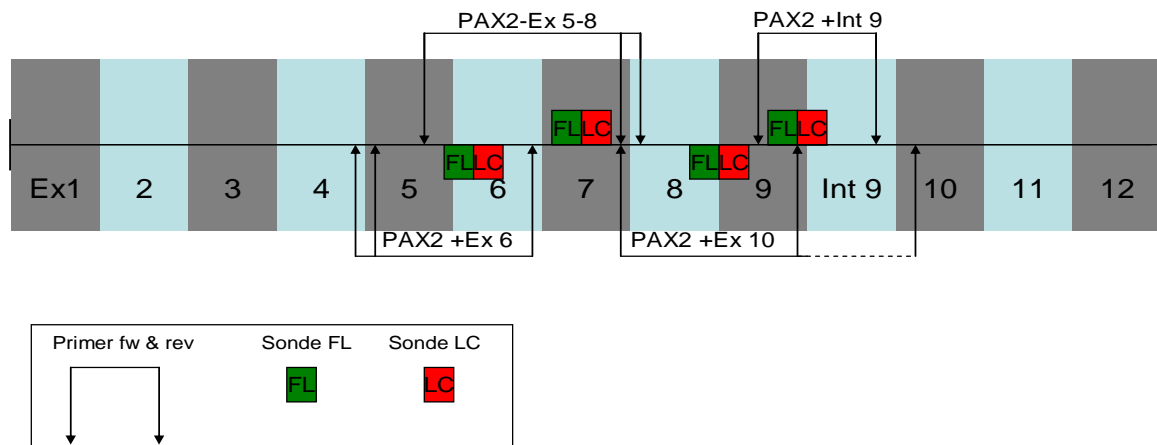 PAX2-Ex 5-8
PAX2 +Int 9
FL LC
FL LC
FL LC
FL LC
Ex1 2 3 4 5 6 7 8 9 Int 9 10 11 12
PAX2 +Ex 6
PAX2 +Ex 10
Primer fw & rev
Sonde FL
Sonde LC
FL
LC